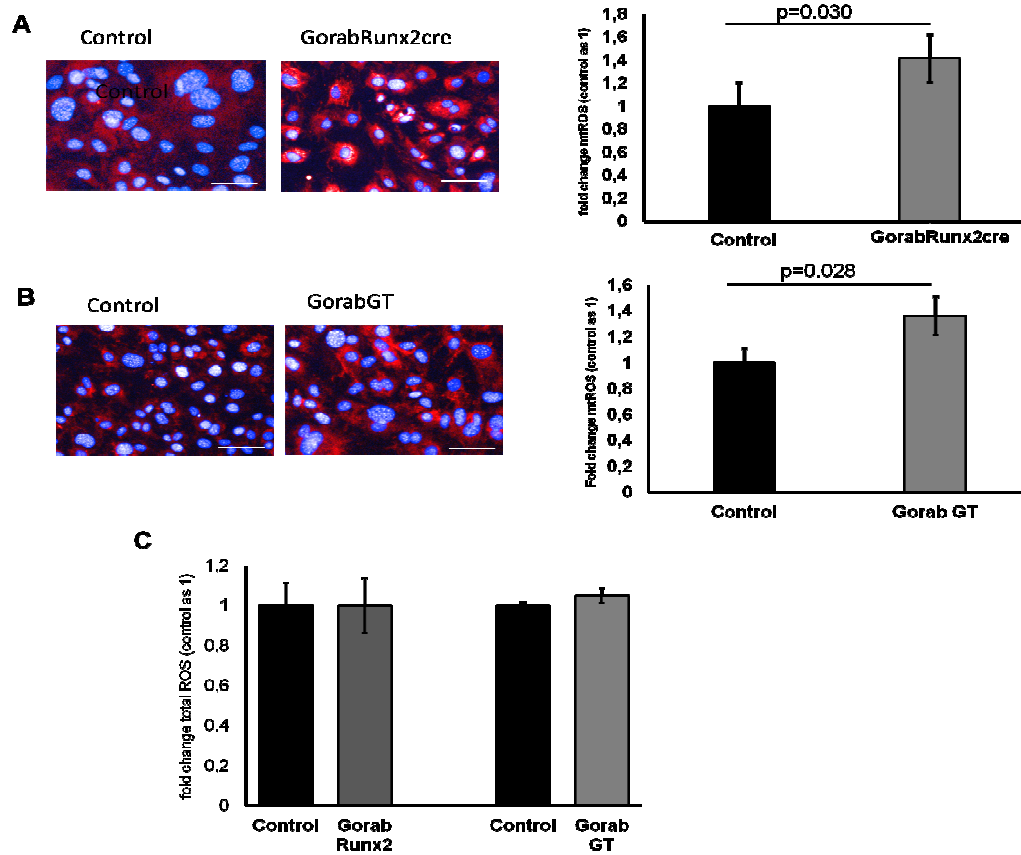 A
Control
GorabRunx2cre
Control
fold change mtROS (control as 1)
1,8
1,6
1,4
1,2
1
0,8
0,6
0,4
0,2
0
p=0.030
Control
GorabRunx2cre
B
Control
GorabGT
Fold change mtROS (control as 1)
1,6
1,4
1,2
1
0,8
0,6
0,4
0,2
0
p=0.028
Control
Gorab GT
C
fold change total ROS (control as 1)
1,2
1
0,8
0,6
0,4
0,2
0
Control
Gorab
Runx2
Control
Gorab
GT